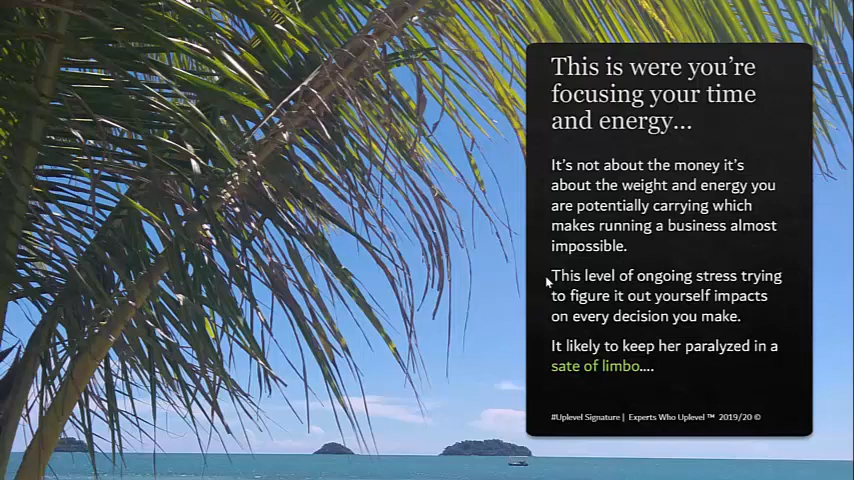 This is were you're
focusing your time
and energy...
It's not about the money it's
about the weight and energy you
are potentially carrying which
makes running a business almost
impossible.
This level of ongoing stress trying
to figure it out yourself impacts
on every decision you make.
It likely to keep her paralyzed in a
sate of limbo....
#Uplevel Signature | Experts Who Uplevel ™ 2019/20 ©